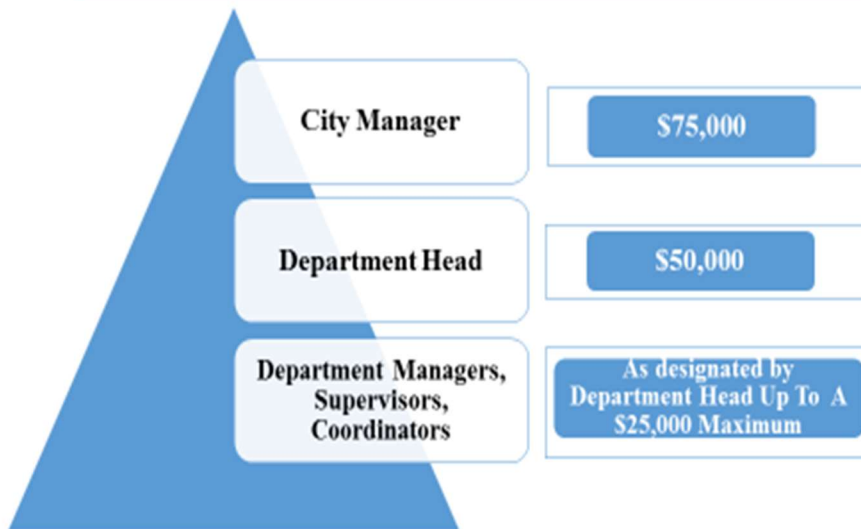 City Manager
$75,000
Department Head
$50,000
Department Managers,
Supervisors,
Coordinators
As designated by
Department Head Up To A
$25,000 Maximum